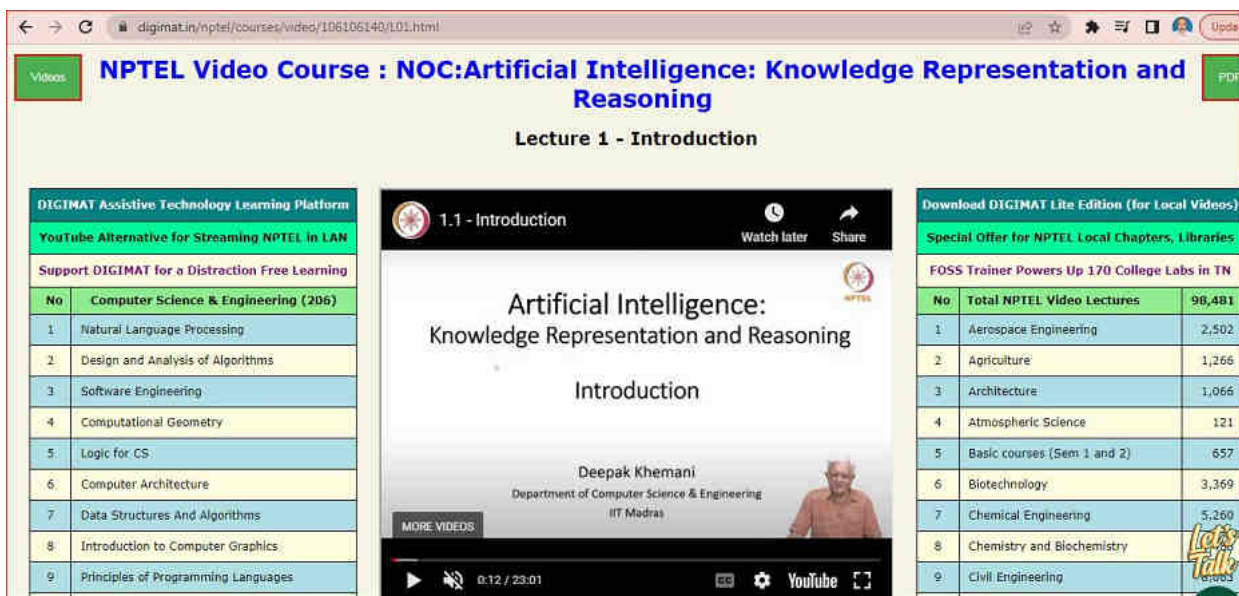 digimat.in/nptel/courses/video/106106140/L01.html
Videos
NPTEL Video Course : NOC:Artificial Intelligence: Knowledge Representation and
Reasoning
PDF
Lecture 1 - Introduction
DIGIMAT Assistive Technology Learning Platform
YouTube Alternative for Streaming NPTEL in LAN
Support DIGIMAT for a Distraction Free Learning
No Computer Science & Engineering (206)
1 Natural Language Processing
2 Design and Analysis of Algorithms
3 Software Engineering
4 Computational Geometry
5 Logic for CS
6 Computer Architecture
7 Data Structures And Algorithms
8 Introduction to Computer Graphics
9 Principles of Programming Languages
1.1 - Introduction
Watch later Share
NPTEL
Artificial Intelligence:
Knowledge Representation and Reasoning
Introduction
Deepak Khemani
Department of Computer Science & Engineering
IIT Madras
MORE VIDEOS
0:12 / 23:01 CC YouTube
Download DIGIMAT Lite Edition (for Local Videos)
Special Offer for NPTEL Local Chapters, Libraries
FOSS Trainer Powers Up 170 College Labs in TN
No Total NPTEL Video Lectures 98,481
1 Aerospace Engineering 2,502
2 Agriculture 1,266
3 Architecture 1,066
4 Atmospheric Science 121
5 Basic courses (Sem 1 and 2) 657
6 Biotechnology 3,369
7 Chemical Engineering 5,260
8 Chemistry and Biochemistry
9 Civil Engineering
Let's
Talk